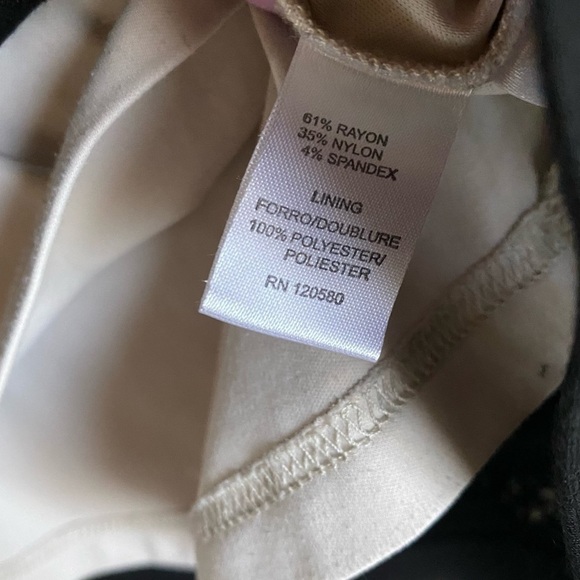 61% RAYON
35% NYLON
4% SPANDEX
LINING
FORRO/DOUBLURE
100% POLYESTER/
POLIESTER
RN 120580